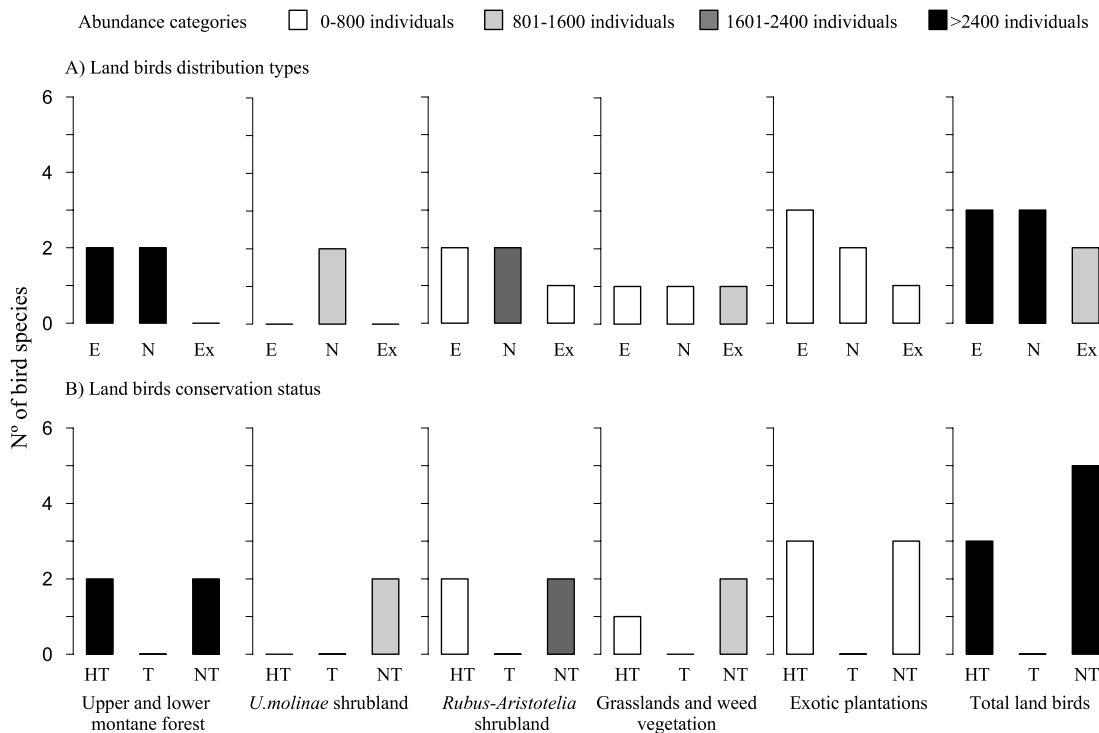 Abundance categories 0-800 individuals 801-1600 individuals 1601-2400 individuals >2400 individuals
A) Land birds distribution types
6
4
2
0
E N Ex E N Ex E N Ex E N Ex E N Ex E N Ex
Nº of bird species
B) Land birds conservation status
6
4
2
0
HT T NT HT T NT HT T NT HT T NT HT T NT HT T NT
Upper and lower
montane forest
U.molinae shrubland
Rubus-Aristotelia
shrubland
Grasslands and weed
vegetation
Exotic plantations
Total land birds